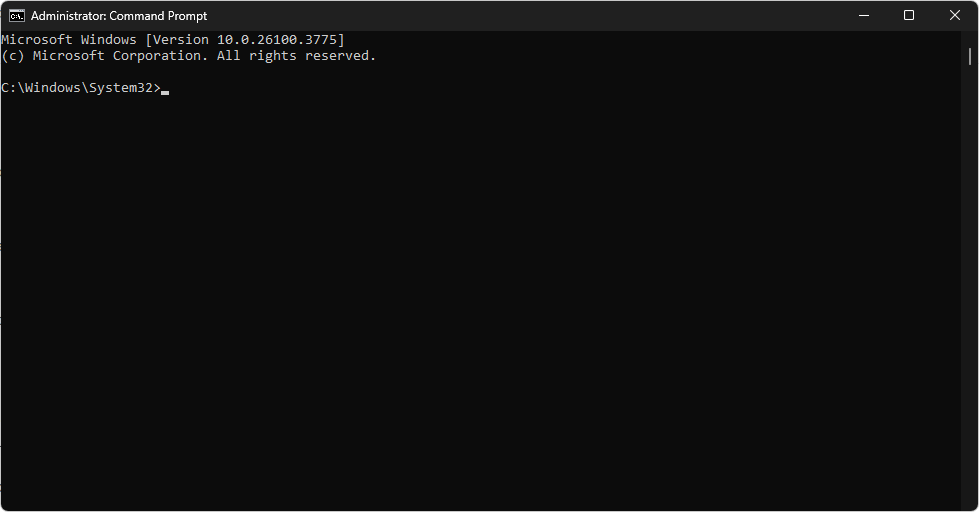 Administrator: Command Prompt
Microsoft Windows [Version 10.0.26100.3775]
(c) Microsoft Corporation. All rights reserved.
C:\Windows\System32>